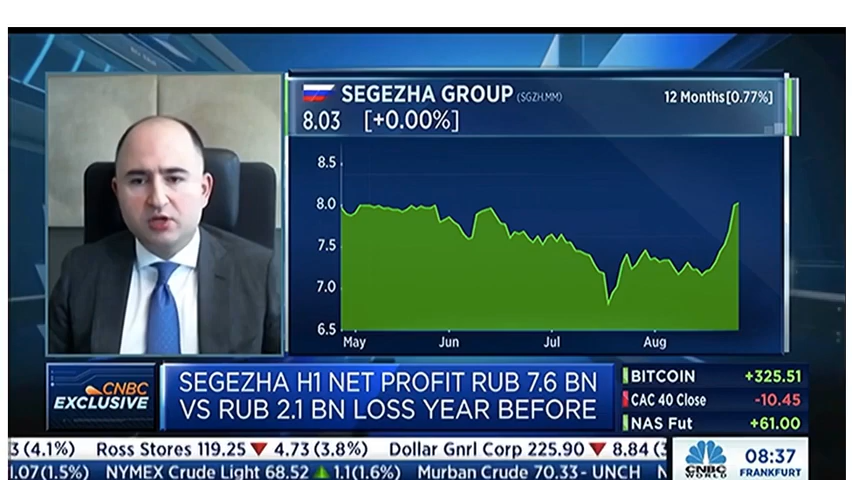 SEGEZHA GROUP (SGZH.MM)
12 Months[0.77%]
8.03 [+0.00%]
8.5
8.0
7.5
7.0
6.5
May Jun Jul Aug
CNBC
EXCLUSIVE
SEGEZHA H1 NET PROFIT RUB 7.6 BN
VS RUB 2.1 BN LOSS YEAR BEFORE
BITCOIN +325.51
CAC 40 Close -10.45
NAS Fut +61.00
3 (4.1%) Ross Stores 119.25 ▼ 4.73 (3.8%) Dollar Gnrl Corp 225.90 ▼ 8.84 (3
1.07(1.5%) NYMEX Crude Light 68.52 ▲ 1.1(1.6%) Murban Crude 70.33 - UNCH N
CNBC
WORLD
08:37
FRANKFURT